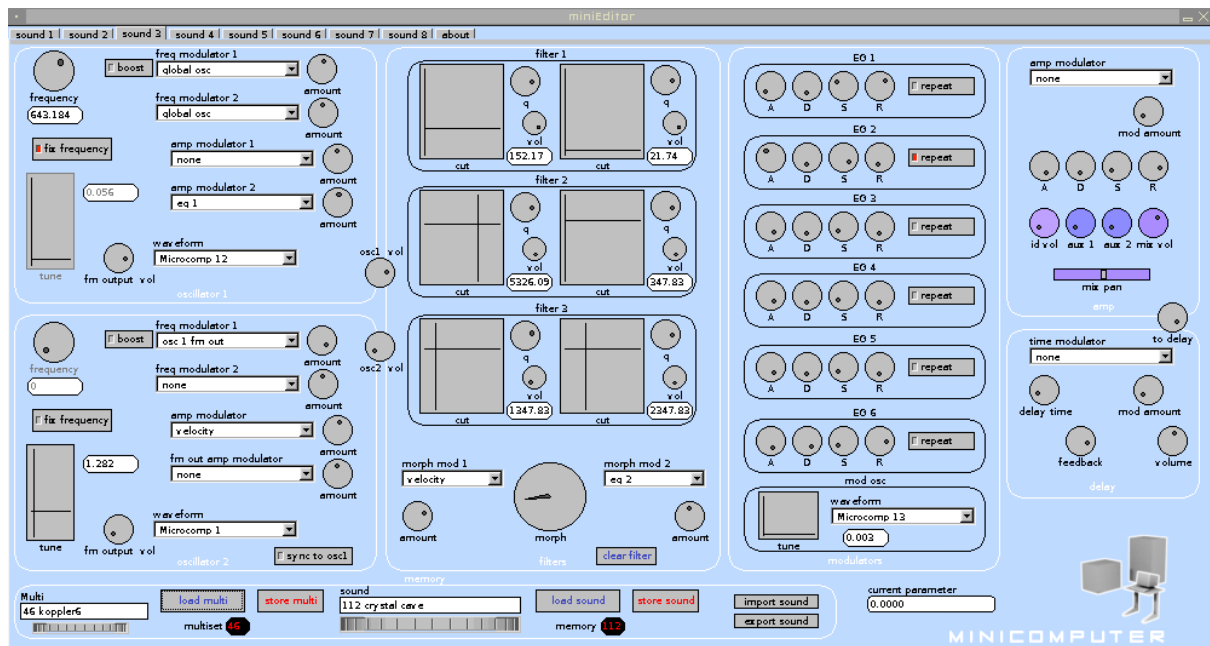 miniEditor
sound 1 sound 2 sound 3 sound 4 sound 5 sound 6 sound 7 sound 8 about
frequency
643.184
boost
freq modulator 1
global osc
amount
freq modulator 2
global osc
amount
fix frequency
amp modulator 1
none
amount
0.056
amp modulator 2
eg 1
amount
tune
fm output vol
waveform
Microcomp 12
osc1 vol
oscillator 1
frequency
0
boost
freq modulator 1
osc 1 fm out
amount
osc2 vol
freq modulator 2
none
amount
fix frequency
amp modulator
velocity
amount
1.282
fm out amp modulator
none
amount
tune
fm output vol
waveform
Microcomp 1
sync to osc1
oscillator 2
filter 1
q
vol
152.17
cut
q
vol
21.74
cut
filter 2
q
vol
5326.09
cut
q
vol
347.83
cut
filter 3
q
vol
1347.83
cut
q
vol
2347.83
cut
morph mod 1
velocity
amount
morph
morph mod 2
eg 2
amount
clear filter
filters
EG 1
A D S R
repeat
EG 2
A D S R
repeat
EG 3
A D S R
repeat
EG 4
A D S R
repeat
EG 5
A D S R
repeat
EG 6
A D S R
repeat
mod osc
tune
waveform
Microcomp 13
0.003
modulators
amp modulator
none
mod amount
A D S R
id vol aux 1 aux 2 mix vol
mix pan
amp
to delay
time modulator
none
delay time
mod amount
feedback
volume
delay
memory
Multi
46 koppler6
load multi
store multi
multiset 46
sound
112 crystal cave
load sound
store sound
memory 112
import sound
export sound
current parameter
0.0000
MINICOMPUTER